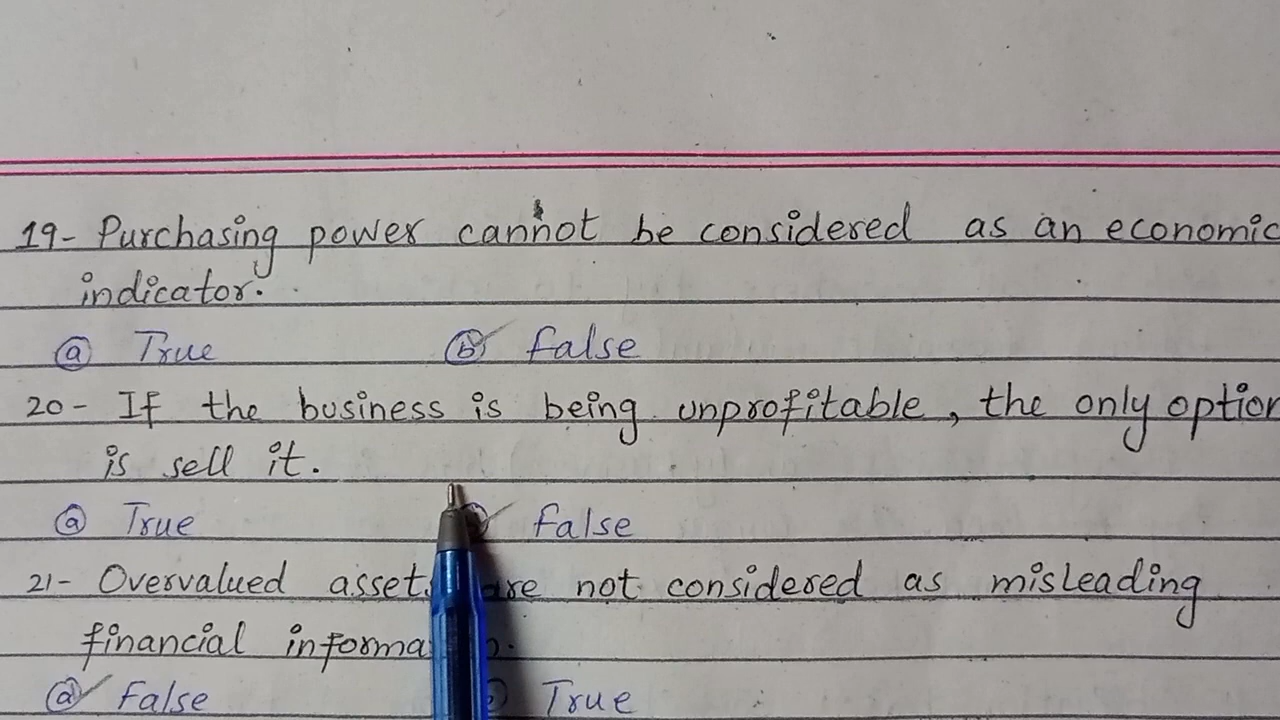 19- Purchasing power cannot be considered as an economic
indicator.
ⓐ True ⓑ False
20- If the business is being unprofitable, the only option
is sell it.
ⓐ True False
21- Overvalued are not considered as misleading
financial
ⓐ False True